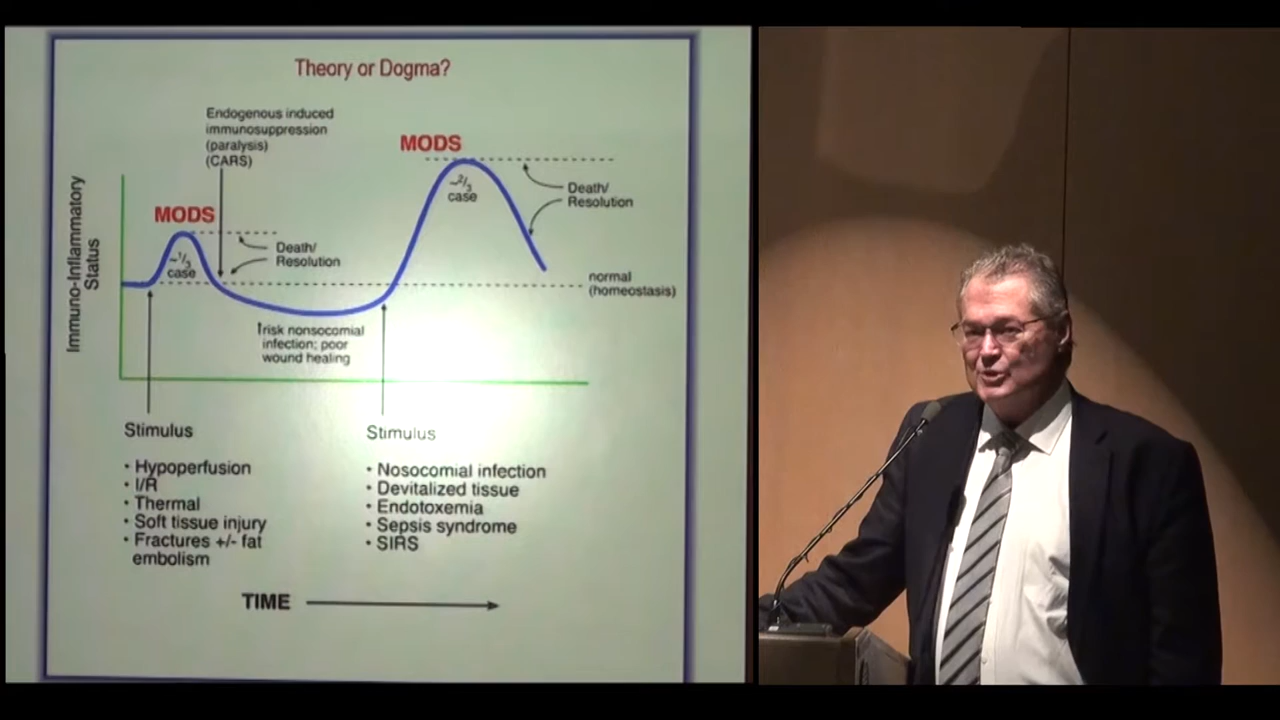 Theory or Dogma?
Endogenous induced
immunosuppression
(paralysis)
(CARS)
MODS
~2/3
case
Death/
Resolution
MODS
~1/3
case
Death/
Resolution
Immuno-Inflammatory
Status
normal
(homeostasis)
↑risk nonsocomial
infection; poor
wound healing
Stimulus
• Hypoperfusion
• I/R
• Thermal
• Soft tissue injury
• Fractures +/- fat
embolism
Stimulus
• Nosocomial infection
• Devitalized tissue
• Endotoxemia
• Sepsis syndrome
• SIRS
TIME